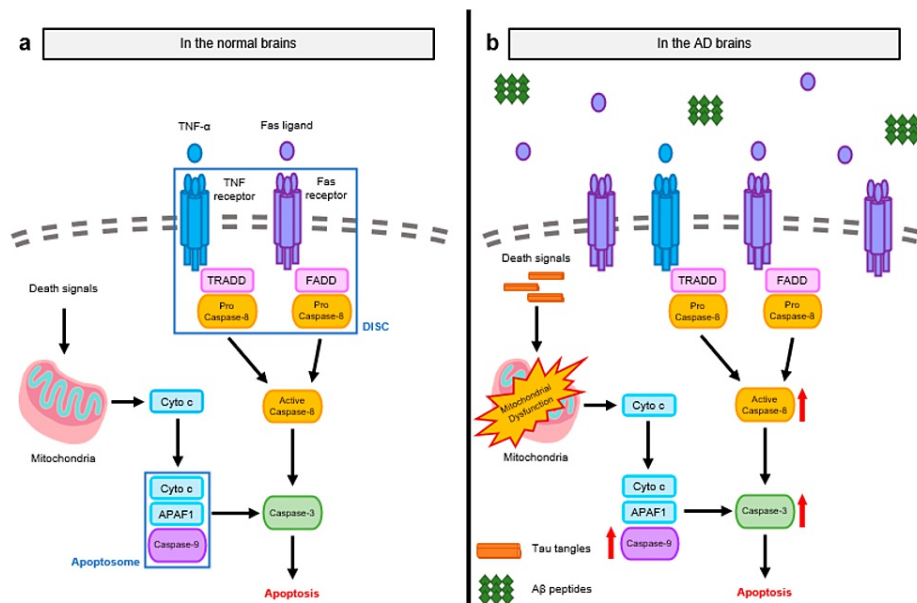 a
In the normal brains
TNF-α
Fas ligand
TNF
receptor
Fas
receptor
TRADD
FADD
Pro
Caspase-8
Pro
Caspase-8
DISC
Death signals
Mitochondria
Cyto c
Active
Caspase-8
Cyto c
APAF1
Caspase-9
Apoptosome
Caspase-3
Apoptosis
b
In the AD brains
Death signals
TRADD
FADD
Pro
Caspase-8
Pro
Caspase-8
Mitochondrial
Dysfunction
Mitochondria
Cyto c
Active
Caspase-8
Cyto c
APAF1
Caspase-9
Caspase-3
Tau tangles
Aβ peptides
Apoptosis